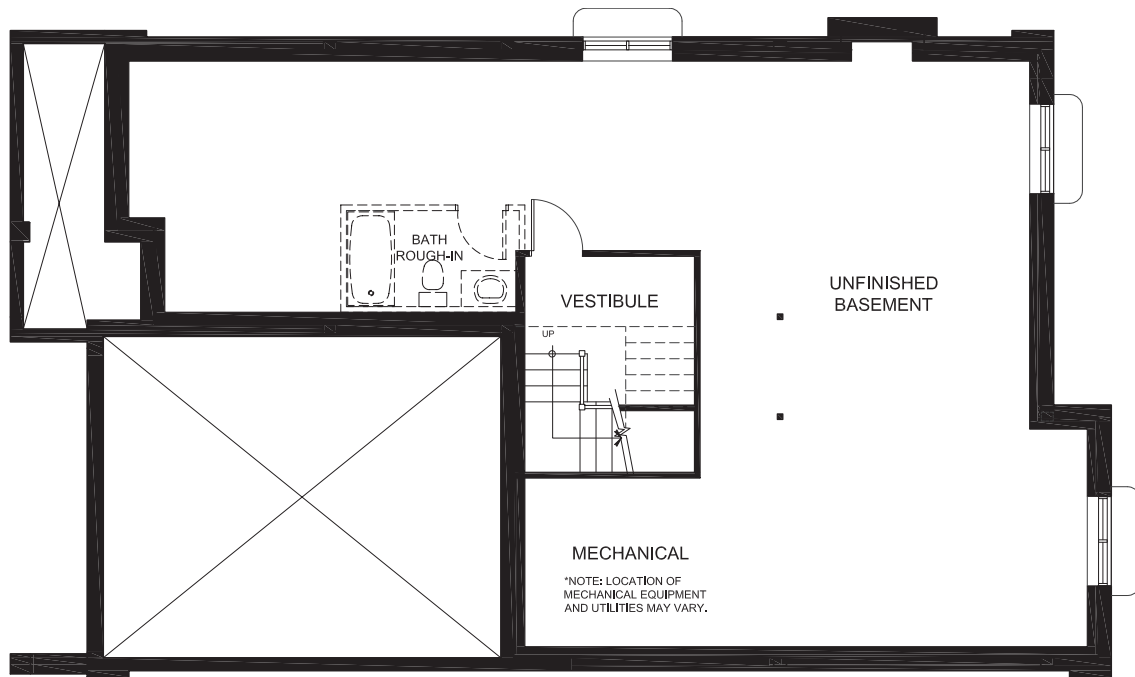 BATH
ROUGH-IN
VESTIBULE
UP
UNFINISHED
BASEMENT
MECHANICAL
*NOTE: LOCATION OF
MECHANICAL EQUIPMENT
AND UTILITIES MAY VARY.